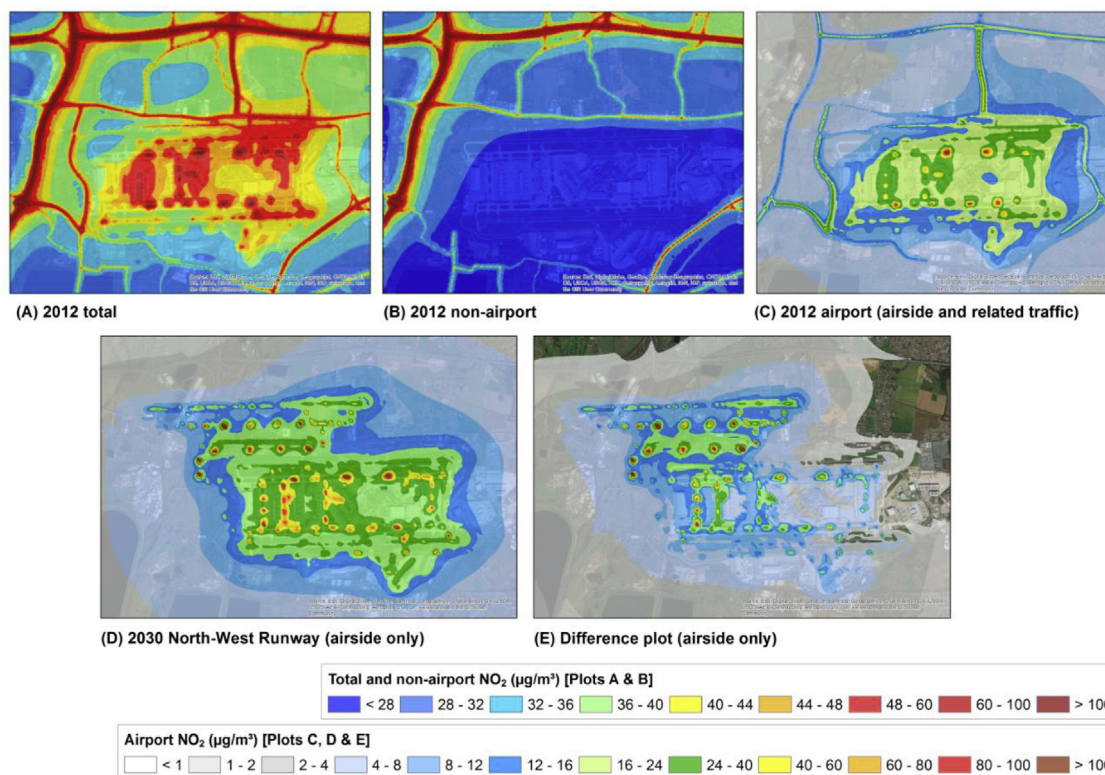 (A) 2012 total
(B) 2012 non-airport
(C) 2012 airport (airside and related traffic)
(D) 2030 North-West Runway (airside only)
(E) Difference plot (airside only)
Total and non-airport NO₂ (µg/m³) [Plots A & B]
< 28 28 - 32 32 - 36 36 - 40 40 - 44 44 - 48 48 - 60 60 - 100 > 100
Airport NO₂ (µg/m³) [Plots C, D & E]
< 1 1 - 2 2 - 4 4 - 8 8 - 12 12 - 16 16 - 24 24 - 40 40 - 60 60 - 80 80 - 100 > 100